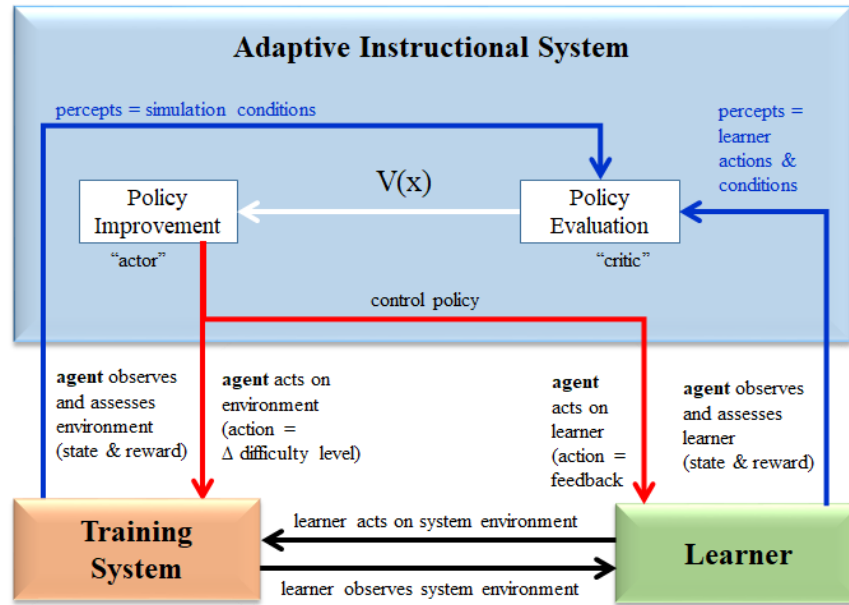 Adaptive Instructional System
percepts = simulation conditions
percepts =
learner
actions &
conditions
V(x)
Policy
Improvement
"actor"
Policy
Evaluation
"critic"
control policy
agent observes
and assesses
environment
(state & reward)
agent acts on
environment
(action =
Δ difficulty level)
agent
acts on
learner
(action =
feedback
agent observes
and assesses
learner
(state & reward)
Training
System
learner acts on system environment
learner observes system environment
Learner